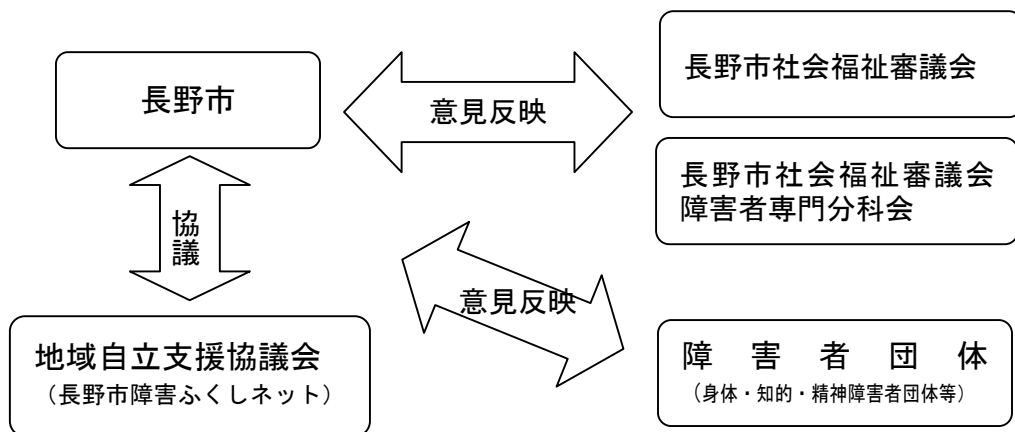 長野市
意見反映
長野市社会福祉審議会
長野市社会福祉審議会
障害者専門分科会
協議
意見反映
地域自立支援協議会
（長野市障害ふくしネット）
障害者団体
（身体・知的・精神障害者団体等）